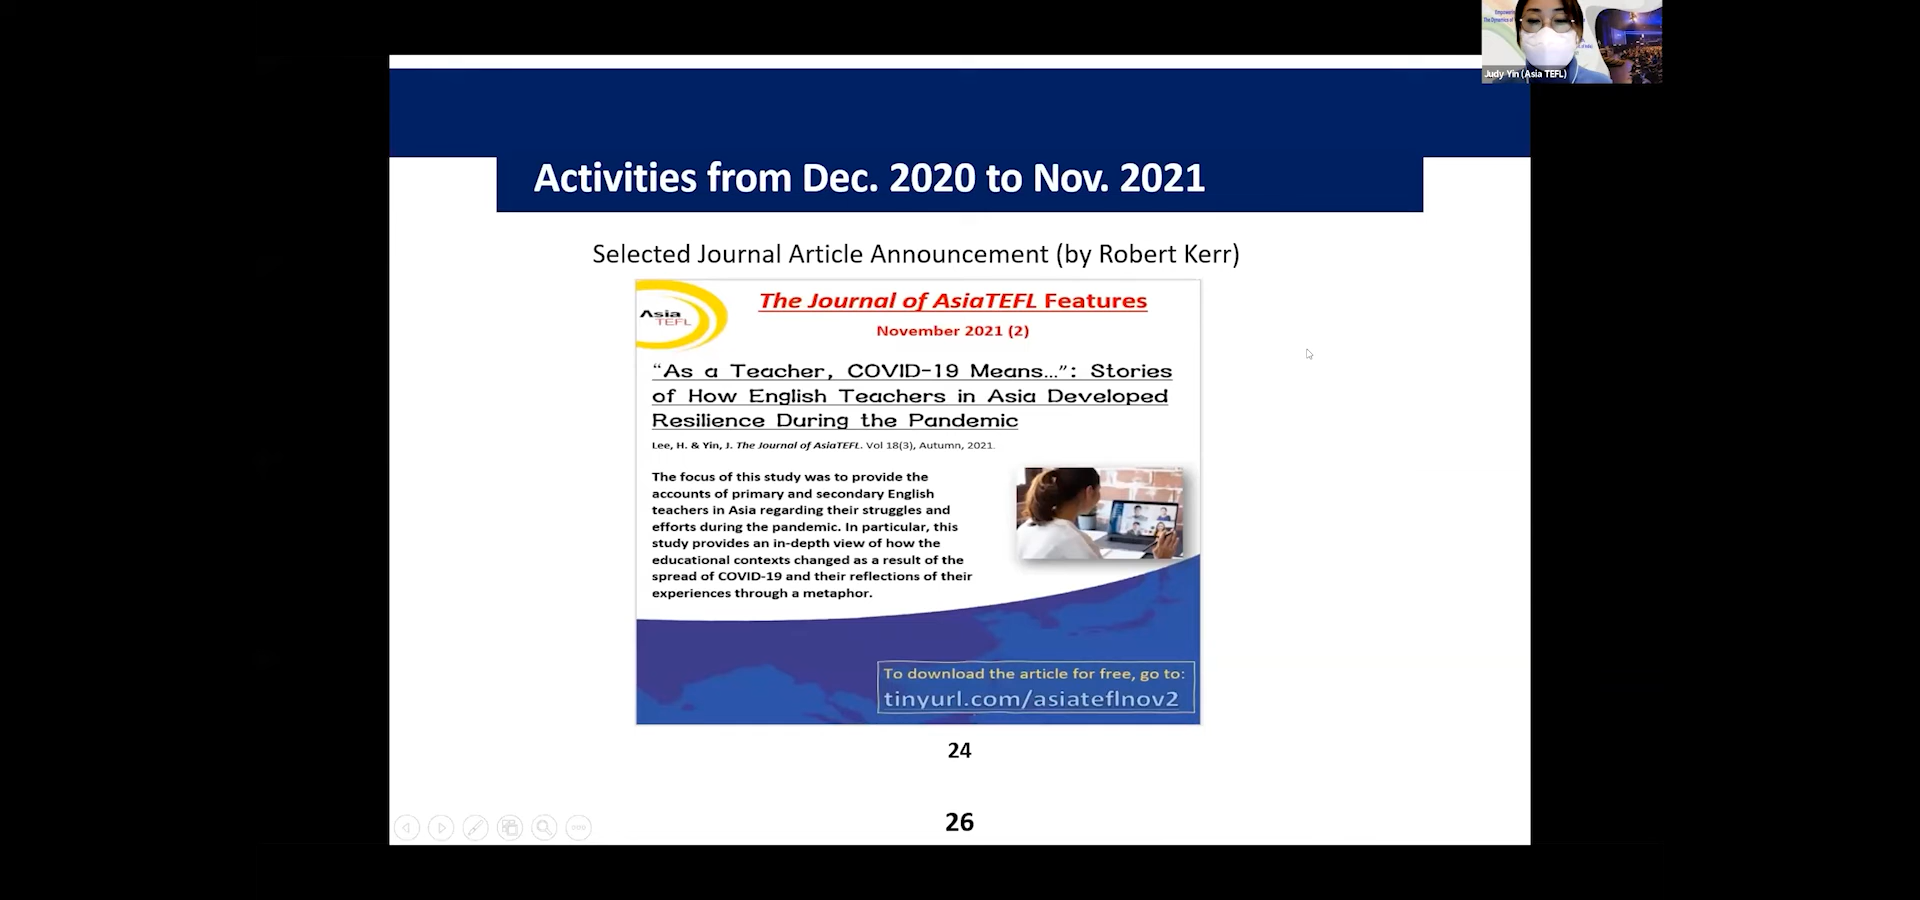 Empowering
The Dynamics of
Judy Yin (Asia TEFL)
Activities from Dec. 2020 to Nov. 2021
Selected Journal Article Announcement (by Robert Kerr)
Asia
TEFL
The Journal of AsiaTEFL Features
November 2021 (2)
“As a Teacher, COVID-19 Means...”: Stories
of How English Teachers in Asia Developed
Resilience During the Pandemic
Lee, H. & Yin, J. The Journal of AsiaTEFL. Vol 18(3), Autumn, 2021.
The focus of this study was to provide the
accounts of primary and secondary English
teachers in Asia regarding their struggles and
efforts during the pandemic. In particular, this
study provides an in-depth view of how the
educational contexts changed as a result of the
spread of COVID-19 and their reflections of their
experiences through a metaphor.
To download the article for free, go to:
tinyurl.com/asiateflnov2
24
26